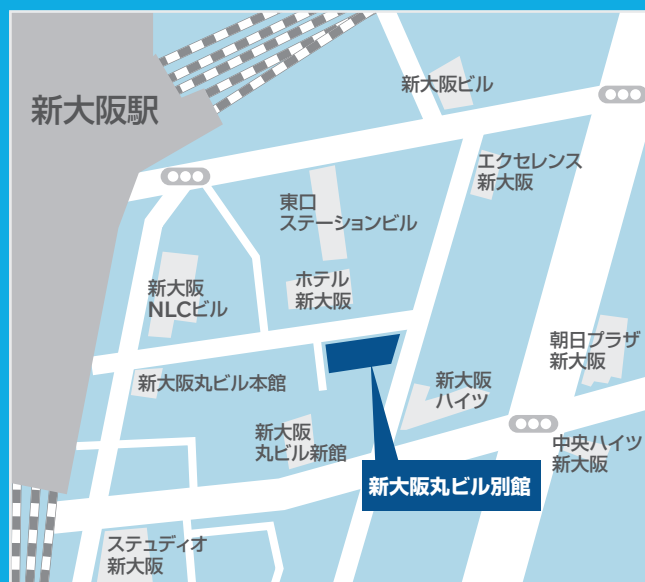 新大阪駅
新大阪ビル
エクセレンス
新大阪
東口
ステーションビル
ホテル
新大阪
新大阪
NLCビル
朝日プラザ
新大阪
新大阪丸ビル本館
新大阪
ハイツ
新大阪
丸ビル新館
中央ハイツ
新大阪
新大阪丸ビル別館
ステュディオ
新大阪